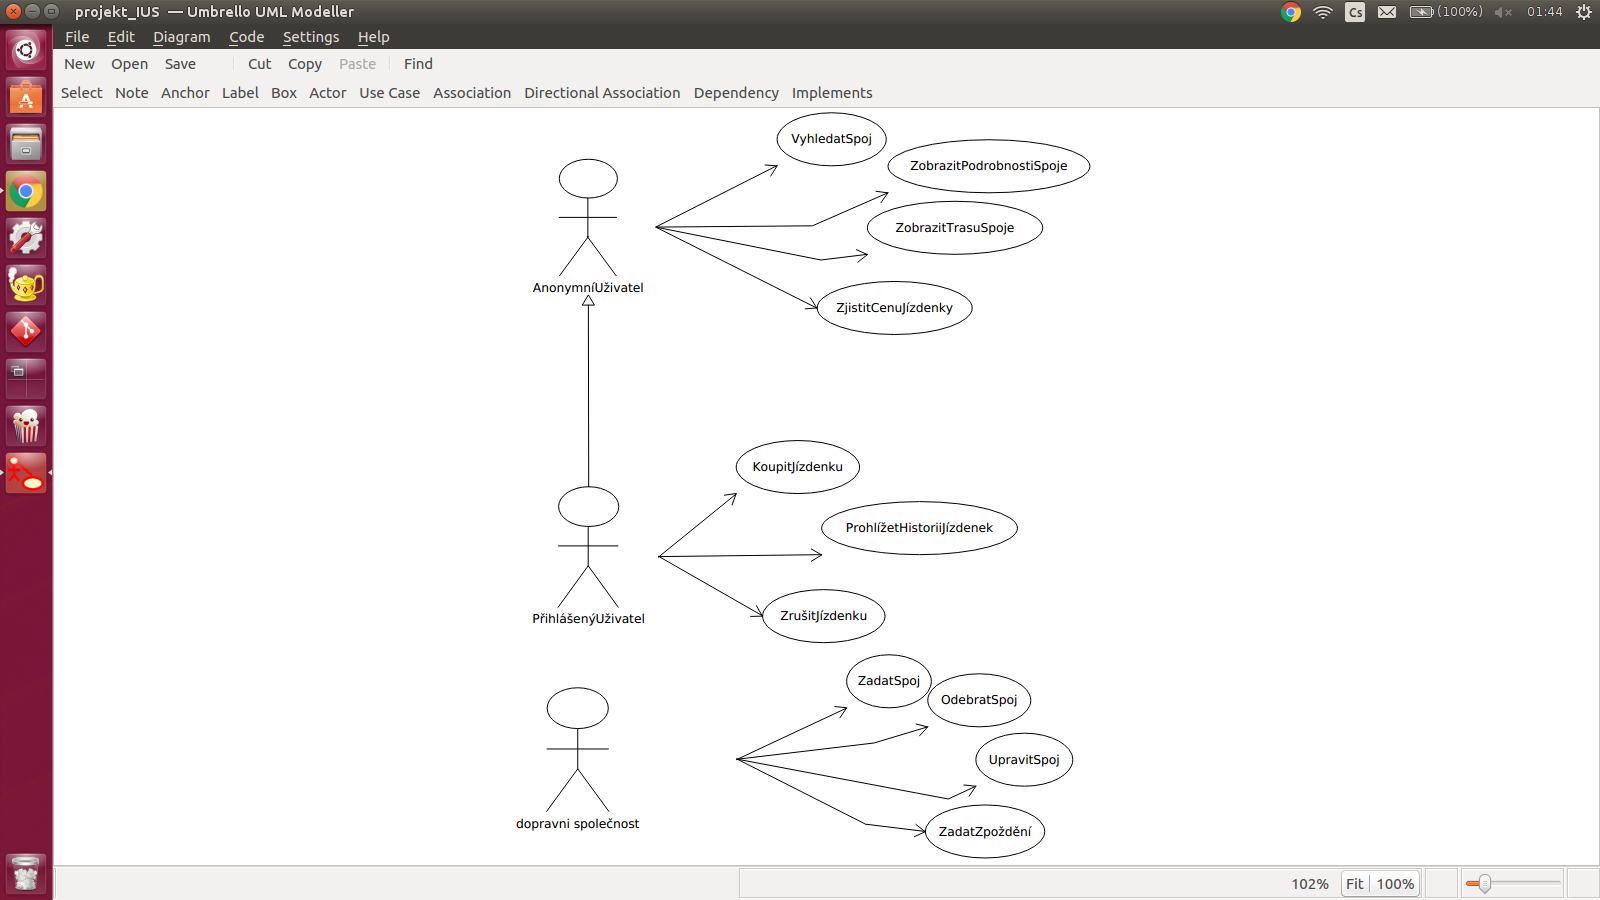 projekt_IUS — Umbrello UML Modeller
Cs
(100%)
01:44
File Edit Diagram Code Settings Help
New Open Save Cut Copy Paste Find
Select Note Anchor Label Box Actor Use Case Association Directional Association Dependency Implements
VyhledatSpoj
ZobrazitPodrobnostiSpoje
ZobrazitTrasuSpoje
AnonymníUživatel
ZjistitCenuJízdenky
KoupitJízdenku
ProhlížetHistoriiJízdenek
ZrušitJízdenku
PřihlášenýUživatel
ZadatSpoj
OdebratSpoj
UpravitSpoj
dopravni společnost
ZadatZpoždění
102% Fit 100%